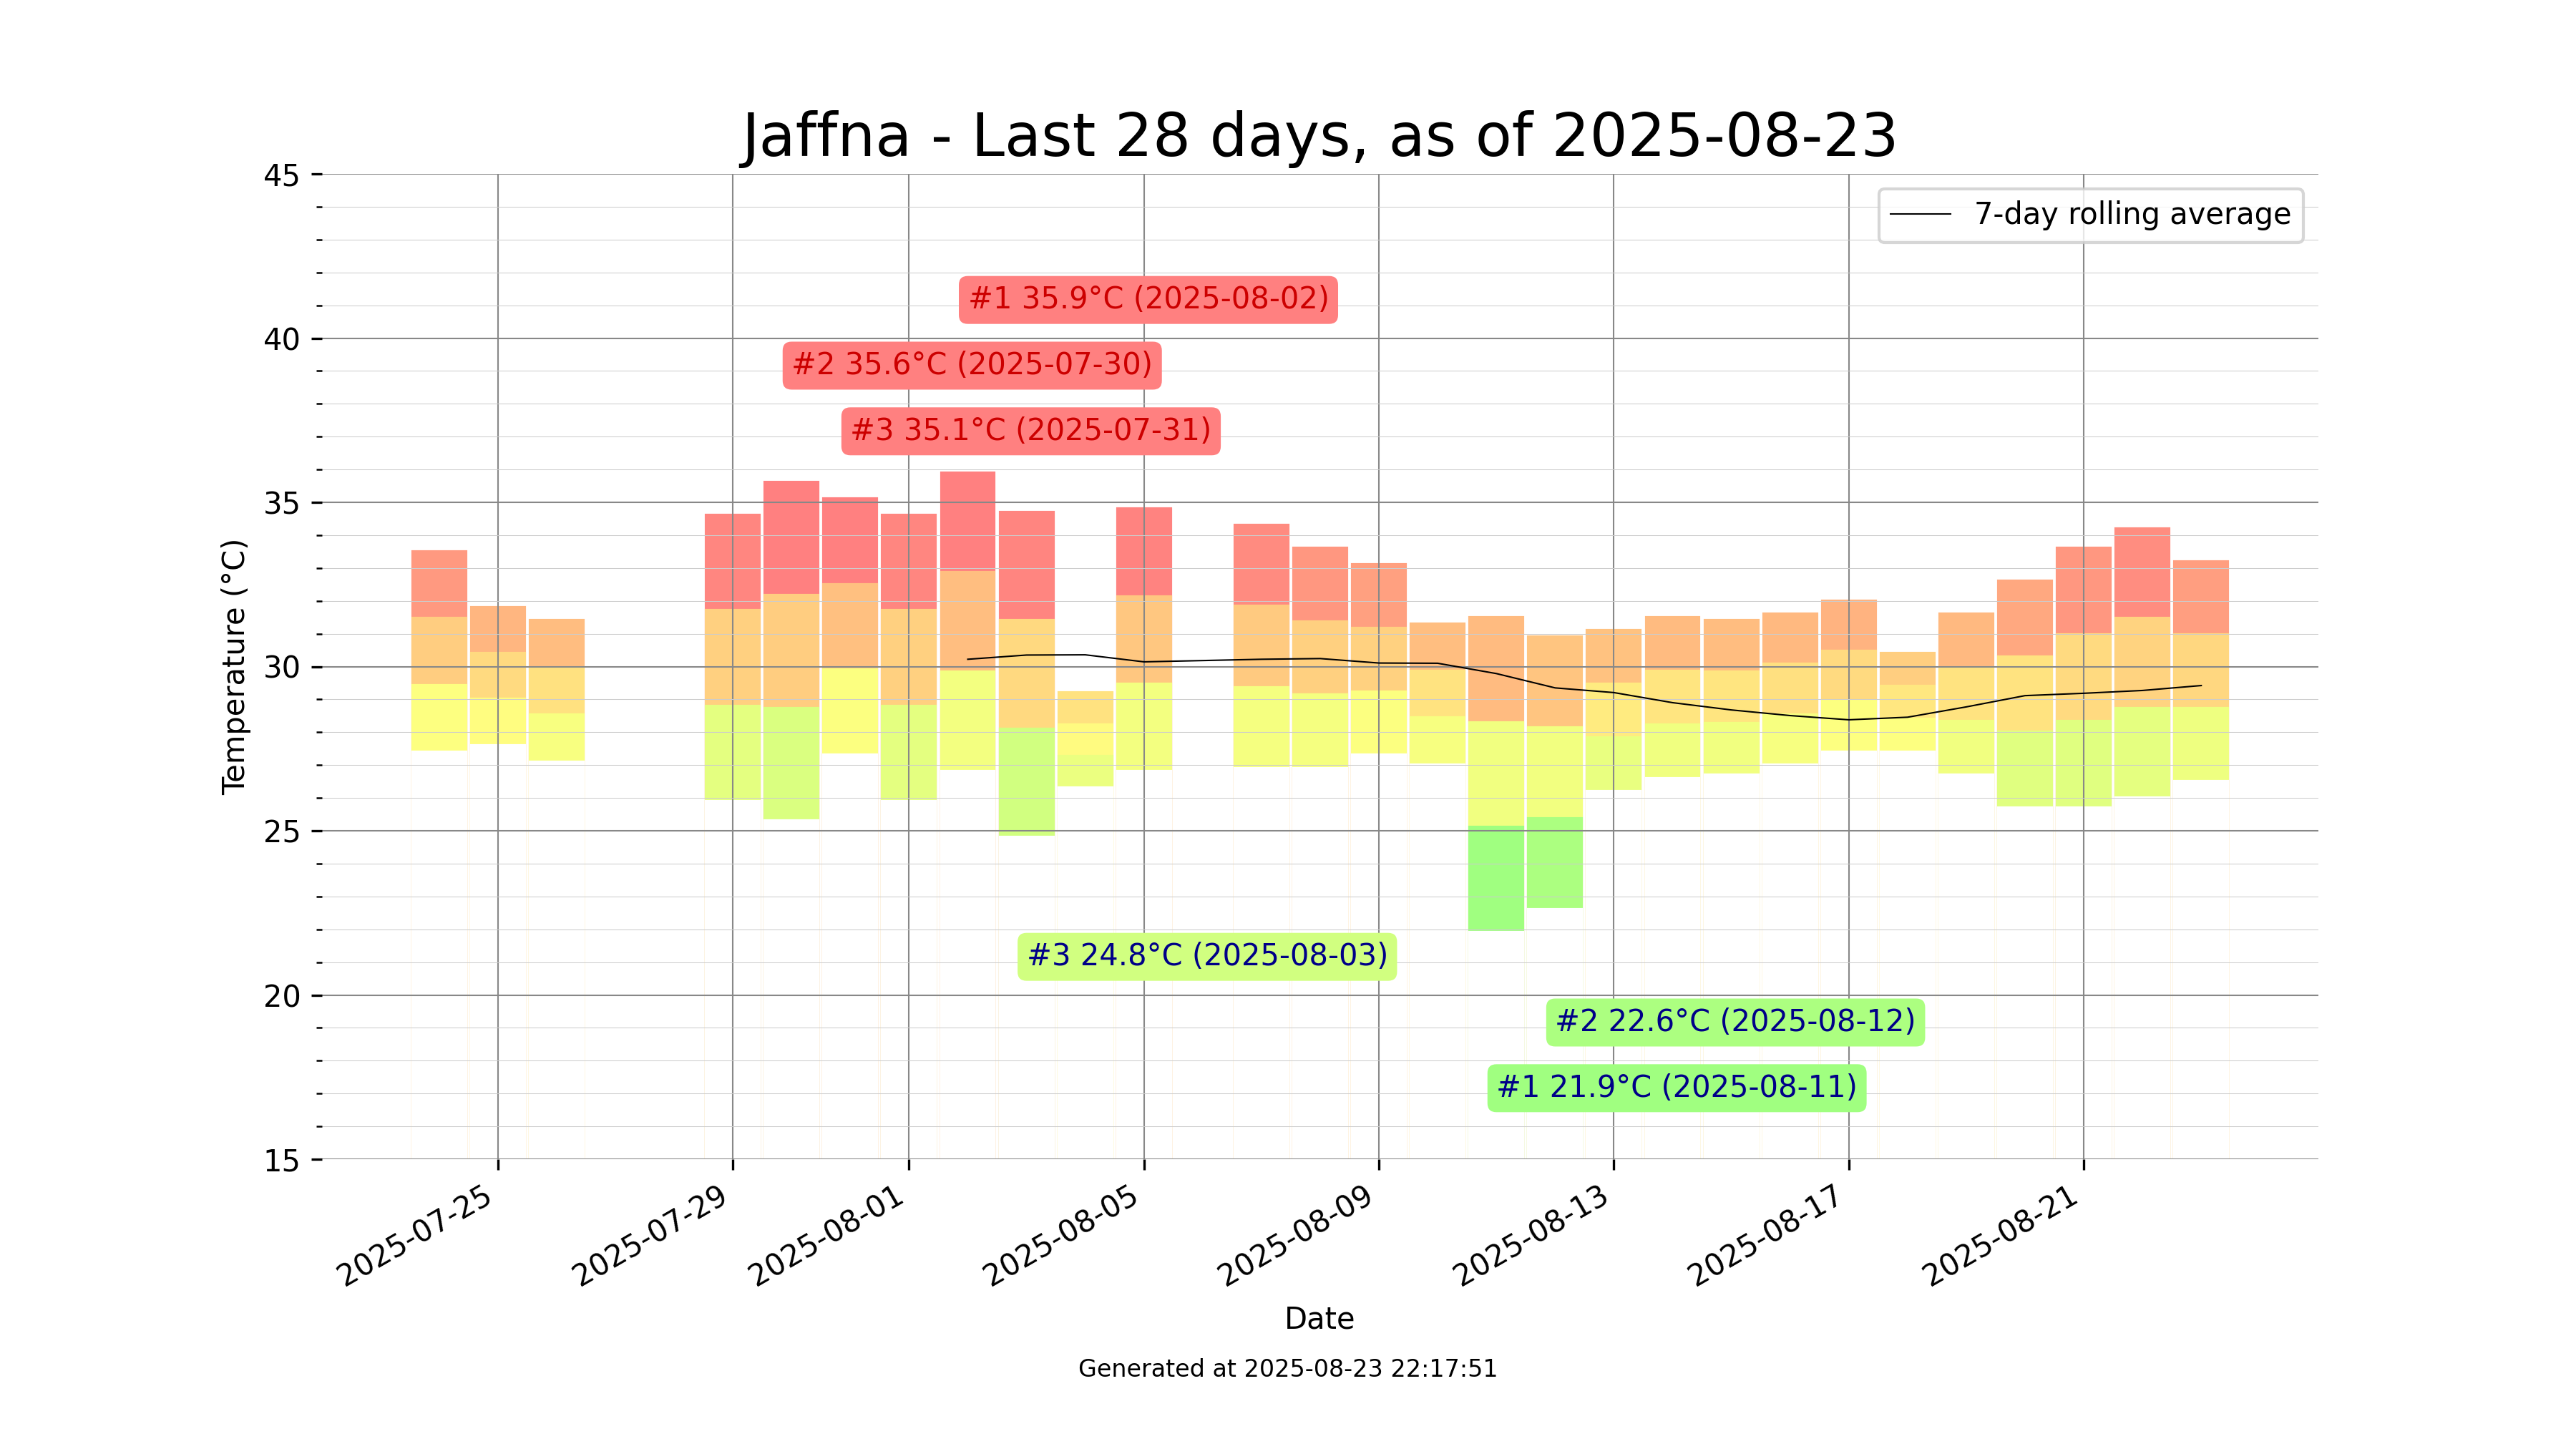 Jaffna - Last 28 days, as of 2025-08-23
45
7-day rolling average
#1 35.9°C (2025-08-02)
40
#2 35.6°C (2025-07-30)
#3 35.1°C (2025-07-31)
35
30
Temperature (°C)
25
#3 24.8°C (2025-08-03)
20
#2 22.6°C (2025-08-12)
#1 21.9°C (2025-08-11)
15
2025-07-25
2025-07-29
2025-08-01
2025-08-05
2025-08-09
2025-08-13
2025-08-17
2025-08-21
Date
Generated at 2025-08-23 22:17:51